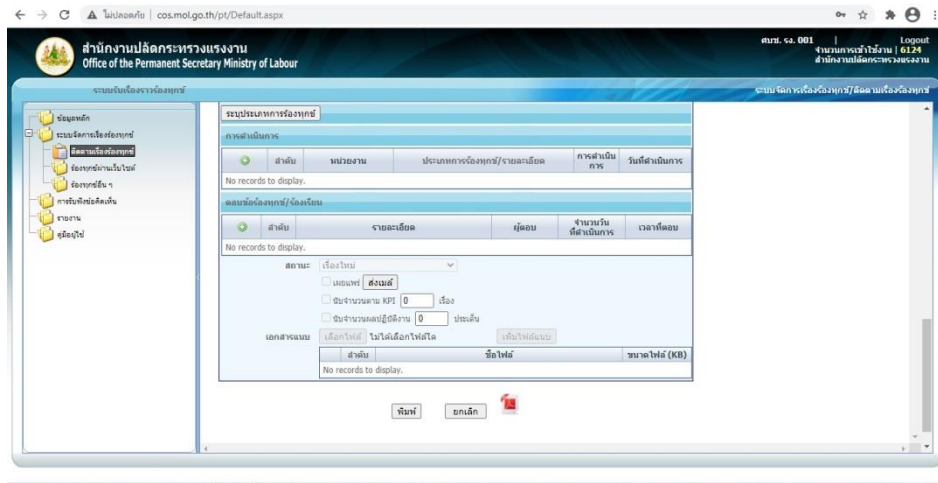 ไม่ปลอดภัย | cos.mol.go.th/pt/Default.aspx
สำนักงานปลัดกระทรวงแรงงาน
Office of the Permanent Secretary Ministry of Labour
ศบช. รง. 001 | Logout
จำนวนการเข้าใช้งาน | 6124
สำนักงานปลัดกระทรวงแรงงาน
ระบบรับเรื่องราวร้องทุกข์
ระบบจัดการเรื่องร้องทุกข์/ติดตามเรื่องร้องทุกข์
ข้อมูลหลัก
ระบบจัดการเรื่องร้องทุกข์
ติดตามเรื่องร้องทุกข์
ร้องทุกข์ผ่านเว็บไซต์
ร้องทุกข์อื่น ๆ
การรับฟังข้อคิดเห็น
รายงาน
คู่มือผู้ใช้
ระบุประเภทการร้องทุกข์
การดำเนินการ
ลำดับ หน่วยงาน ประเภทการร้องทุกข์/รายละเอียด การดำเนินการ วันที่ดำเนินการ
No records to display.
ตอบข้อร้องทุกข์/ร้องเรียน
ลำดับ รายละเอียด ผู้ตอบ จำนวนวันที่ดำเนินการ เวลาที่ตอบ
No records to display.
สถานะ เรื่องใหม่
เผยแพร่ ส่งเมล์
นับจำนวนตาม KPI 0 เรื่อง
นับจำนวนผลปฏิบัติงาน 0 ประเด็น
เอกสารแนบ เลือกไฟล์ ไม่ได้เลือกไฟล์ใด เพิ่มไฟล์แนบ
ลำดับ ชื่อไฟล์ ขนาดไฟล์ (KB)
No records to display.
พิมพ์ ยกเลิก